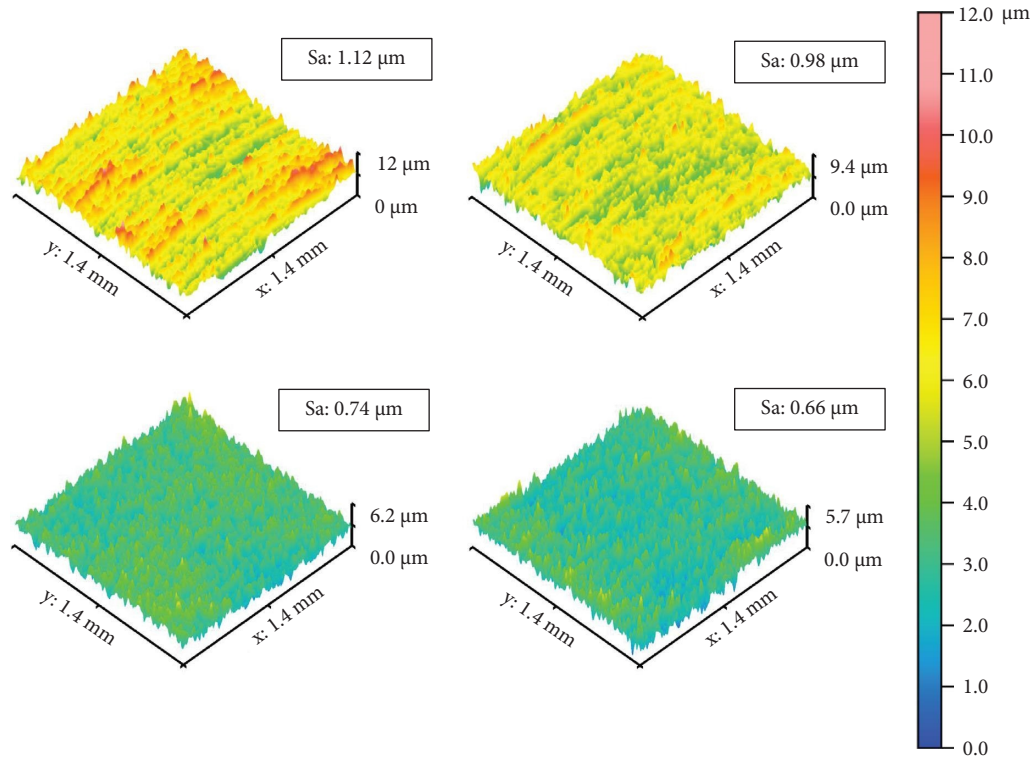 Sa: 1.12 µm
12 µm
0 µm
y: 1.4 mm
x: 1.4 mm
Sa: 0.98 µm
9.4 µm
0.0 µm
y: 1.4 mm
x: 1.4 mm
Sa: 0.74 µm
6.2 µm
0.0 µm
y: 1.4 mm
x: 1.4 mm
Sa: 0.66 µm
5.7 µm
0.0 µm
y: 1.4 mm
x: 1.4 mm
12.0 µm
11.0
10.0
9.0
8.0
7.0
6.0
5.0
4.0
3.0
2.0
1.0
0.0